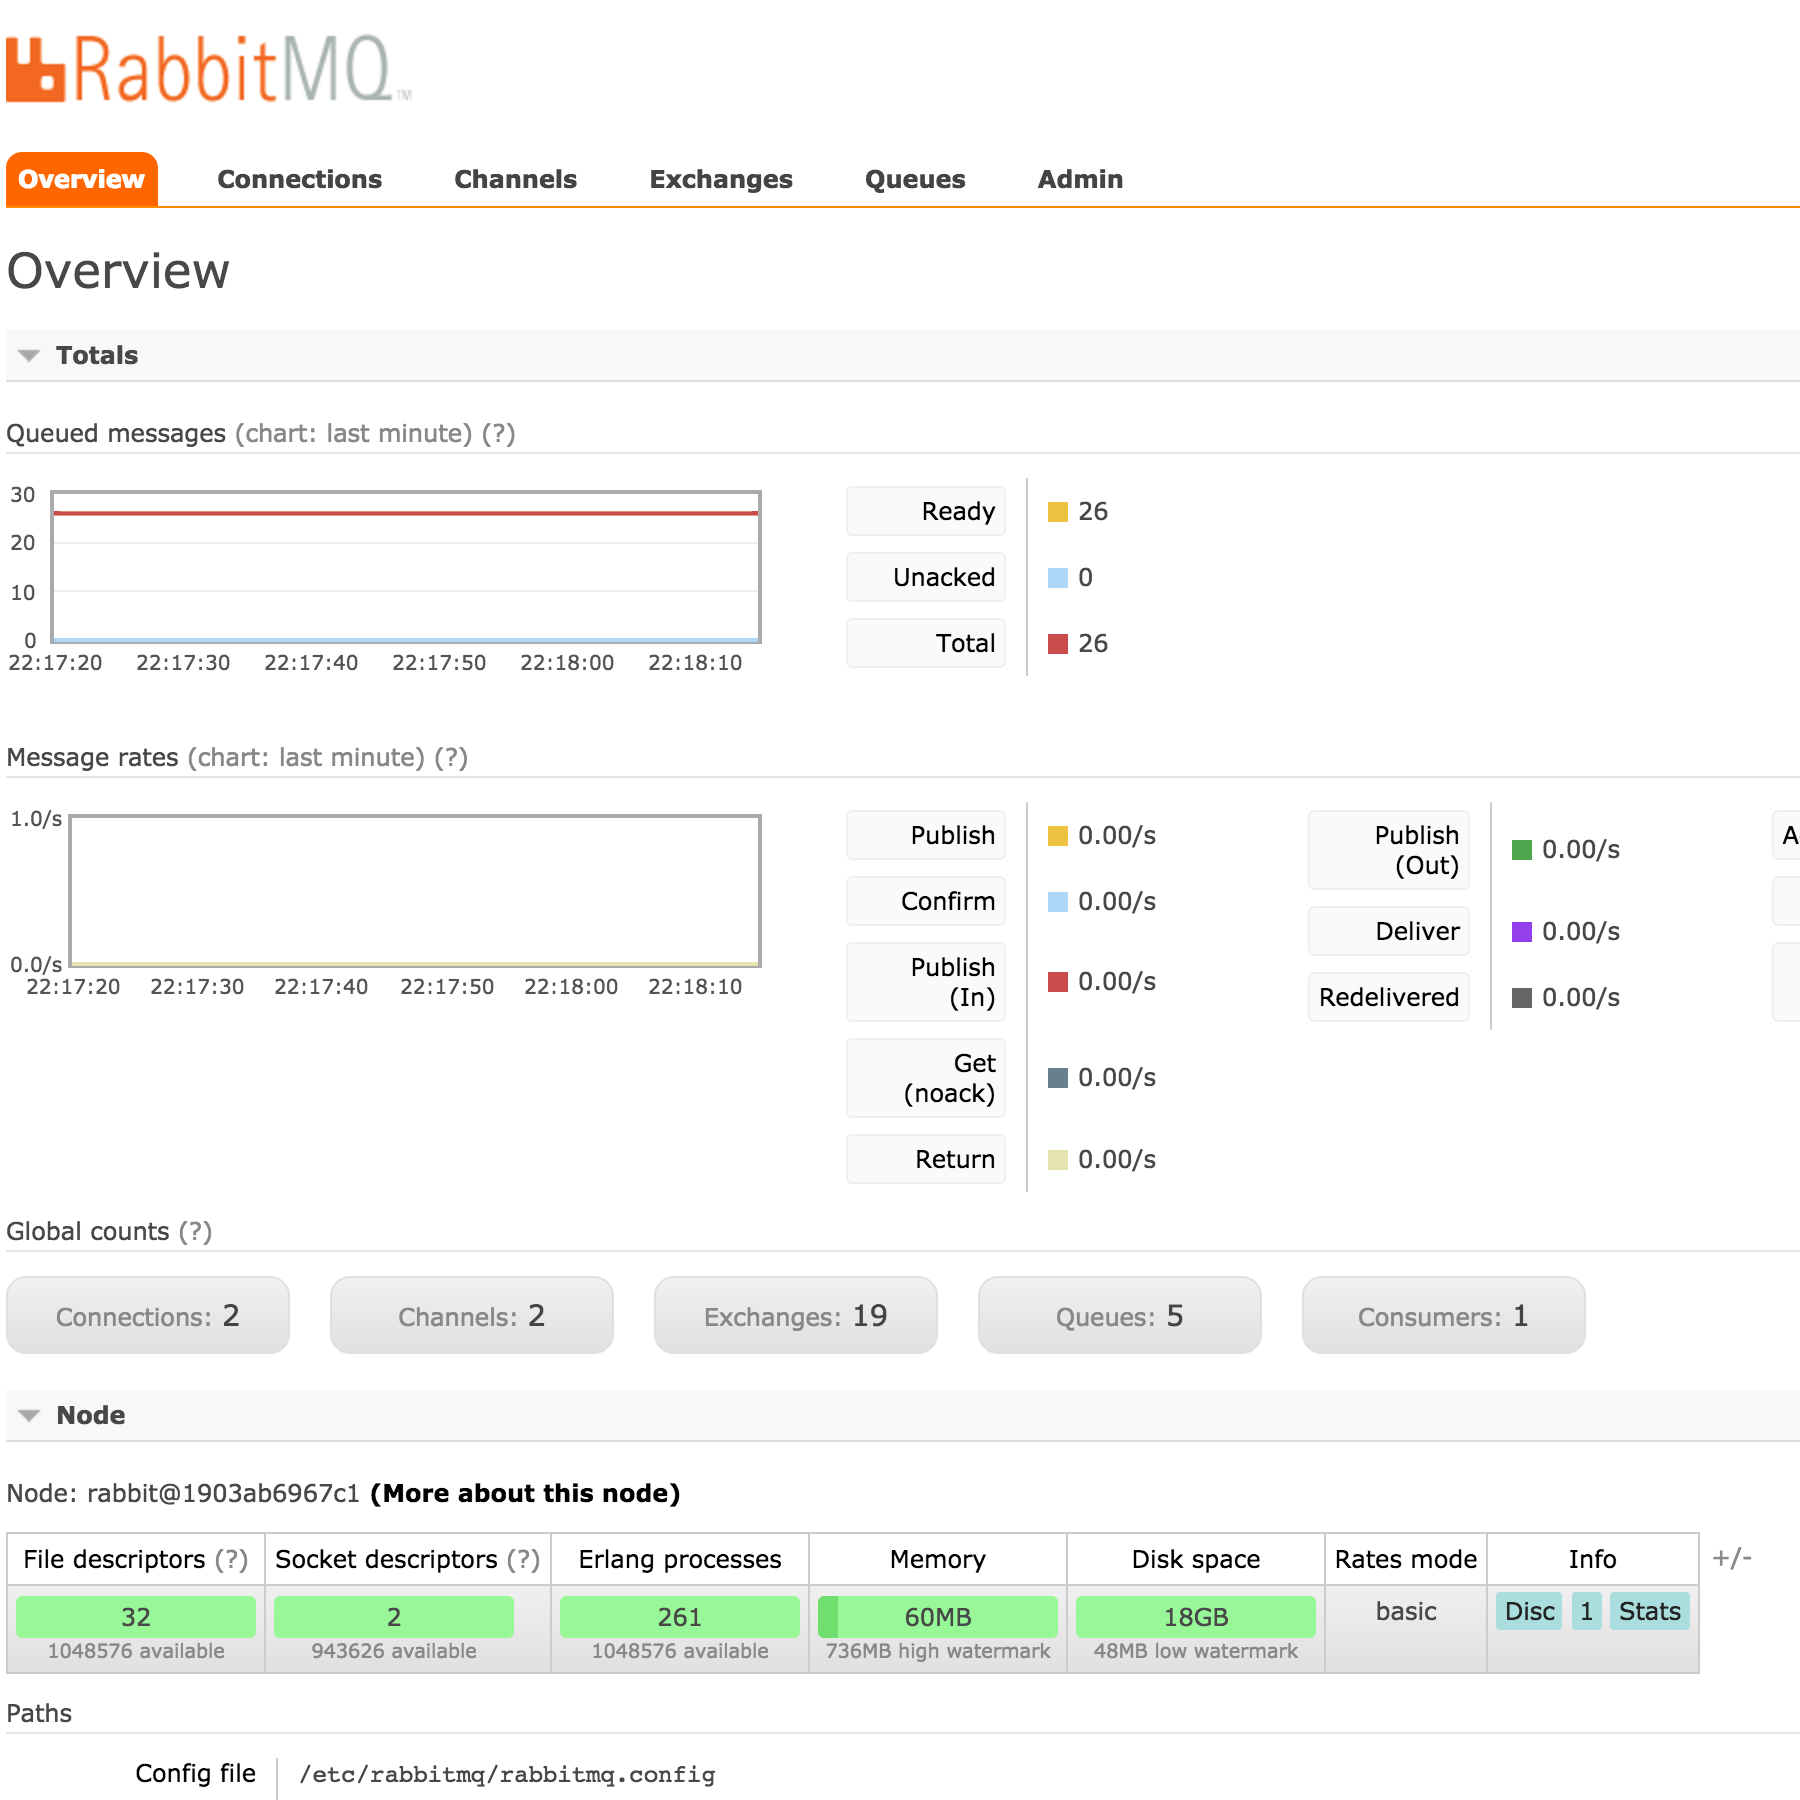 RabbitMQ™
Overview Connections Channels Exchanges Queues Admin
Overview
Totals
Queued messages (chart: last minute) (?)
30
20
10
0
22:17:20 22:17:30 22:17:40 22:17:50 22:18:00 22:18:10
Ready 26
Unacked 0
Total 26
Message rates (chart: last minute) (?)
1.0/s
0.0/s
22:17:20 22:17:30 22:17:40 22:17:50 22:18:00 22:18:10
Publish 0.00/s
Confirm 0.00/s
Publish
(In) 0.00/s
Get
(noack) 0.00/s
Return 0.00/s
Publish
(Out) 0.00/s
Deliver 0.00/s
Redelivered 0.00/s
Global counts (?)
Connections: 2 Channels: 2 Exchanges: 19 Queues: 5 Consumers: 1
Node
Node: rabbit@1903ab6967c1 (More about this node)
File descriptors (?) Socket descriptors (?) Erlang processes Memory Disk space Rates mode Info +/-
32 2 261 60MB 18GB basic Disc 1 Stats
1048576 available 943626 available 1048576 available 736MB high watermark 48MB low watermark
Paths
Config file /etc/rabbitmq/rabbitmq.config